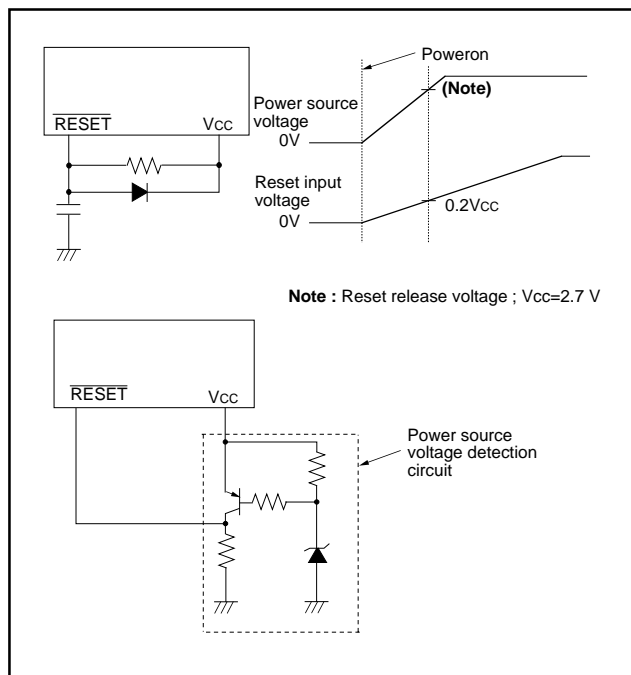 Poweron
(Note)
Power source
voltage
0V
RESET
VCC
Reset input
voltage
0V
0.2VCC
Note : Reset release voltage ; Vcc=2.7 V
RESET
VCC
Power source
voltage detection
circuit